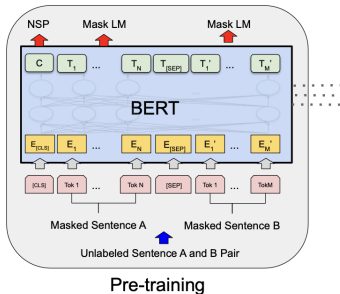 NSP Mask LM Mask LM
C T1 ... TN T[SEP] T1' ... TM'
BERT
E[CLS] E1 ... EN E[SEP] E1' ... EM'
[CLS] Tok 1 ... Tok N [SEP] Tok 1 ... TokM
Masked Sentence A Masked Sentence B
Unlabeled Sentence A and B Pair
Pre-training